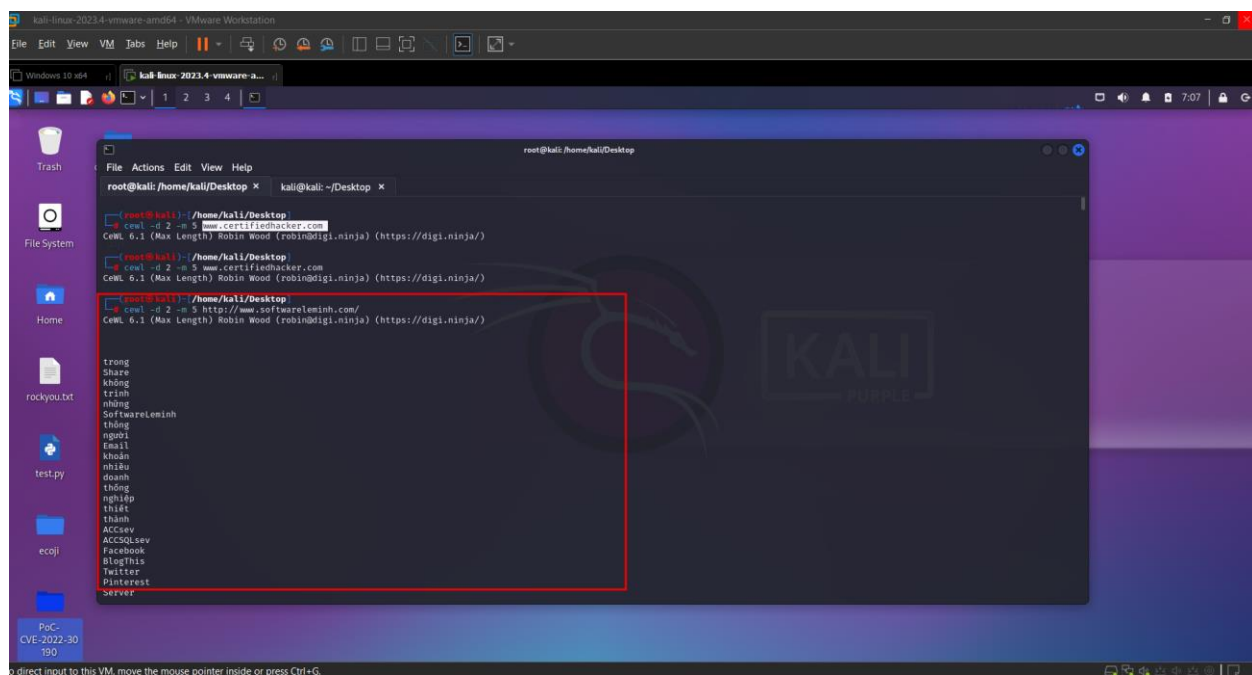 kali-linux-2023.4-vmware-amd64 - VMware Workstation
File Edit View VM Tabs Help
Windows 10 x64 kali-linux-2023.4-vmware-a...
1 2 3 4 7:07
root@kali: /home/kali/Desktop
Trash
File Actions Edit View Help
root@kali: /home/kali/Desktop × kali@kali: ~/Desktop ×
┌──(root㉿kali)-[/home/kali/Desktop]
└─# cewl -d 2 -m 5 www.certifiedhacker.com
CeWL 6.1 (Max Length) Robin Wood (robin@digi.ninja) (https://digi.ninja/)
┌──(root㉿kali)-[/home/kali/Desktop]
└─# cewl -d 2 -m 5 www.certifiedhacker.com
CeWL 6.1 (Max Length) Robin Wood (robin@digi.ninja) (https://digi.ninja/)
┌──(root㉿kali)-[/home/kali/Desktop]
└─# cewl -d 2 -m 5 http://www.softwareleminh.com/
CeWL 6.1 (Max Length) Robin Wood (robin@digi.ninja) (https://digi.ninja/)
trong
Share
không
trình
những
SoftwareLeminh
thông
người
Email
khoản
nhiều
doanh
thống
nghiệp
thiết
thành
ACCsev
ACCSQLsev
Facebook
BlogThis
Twitter
Pinterest
Server
File System
Home
rockyou.txt
test.py
ecoji
PoC-
CVE-2022-30
190
KALI
PURPLE
o direct input to this VM, move the mouse pointer inside or press Ctrl+G.